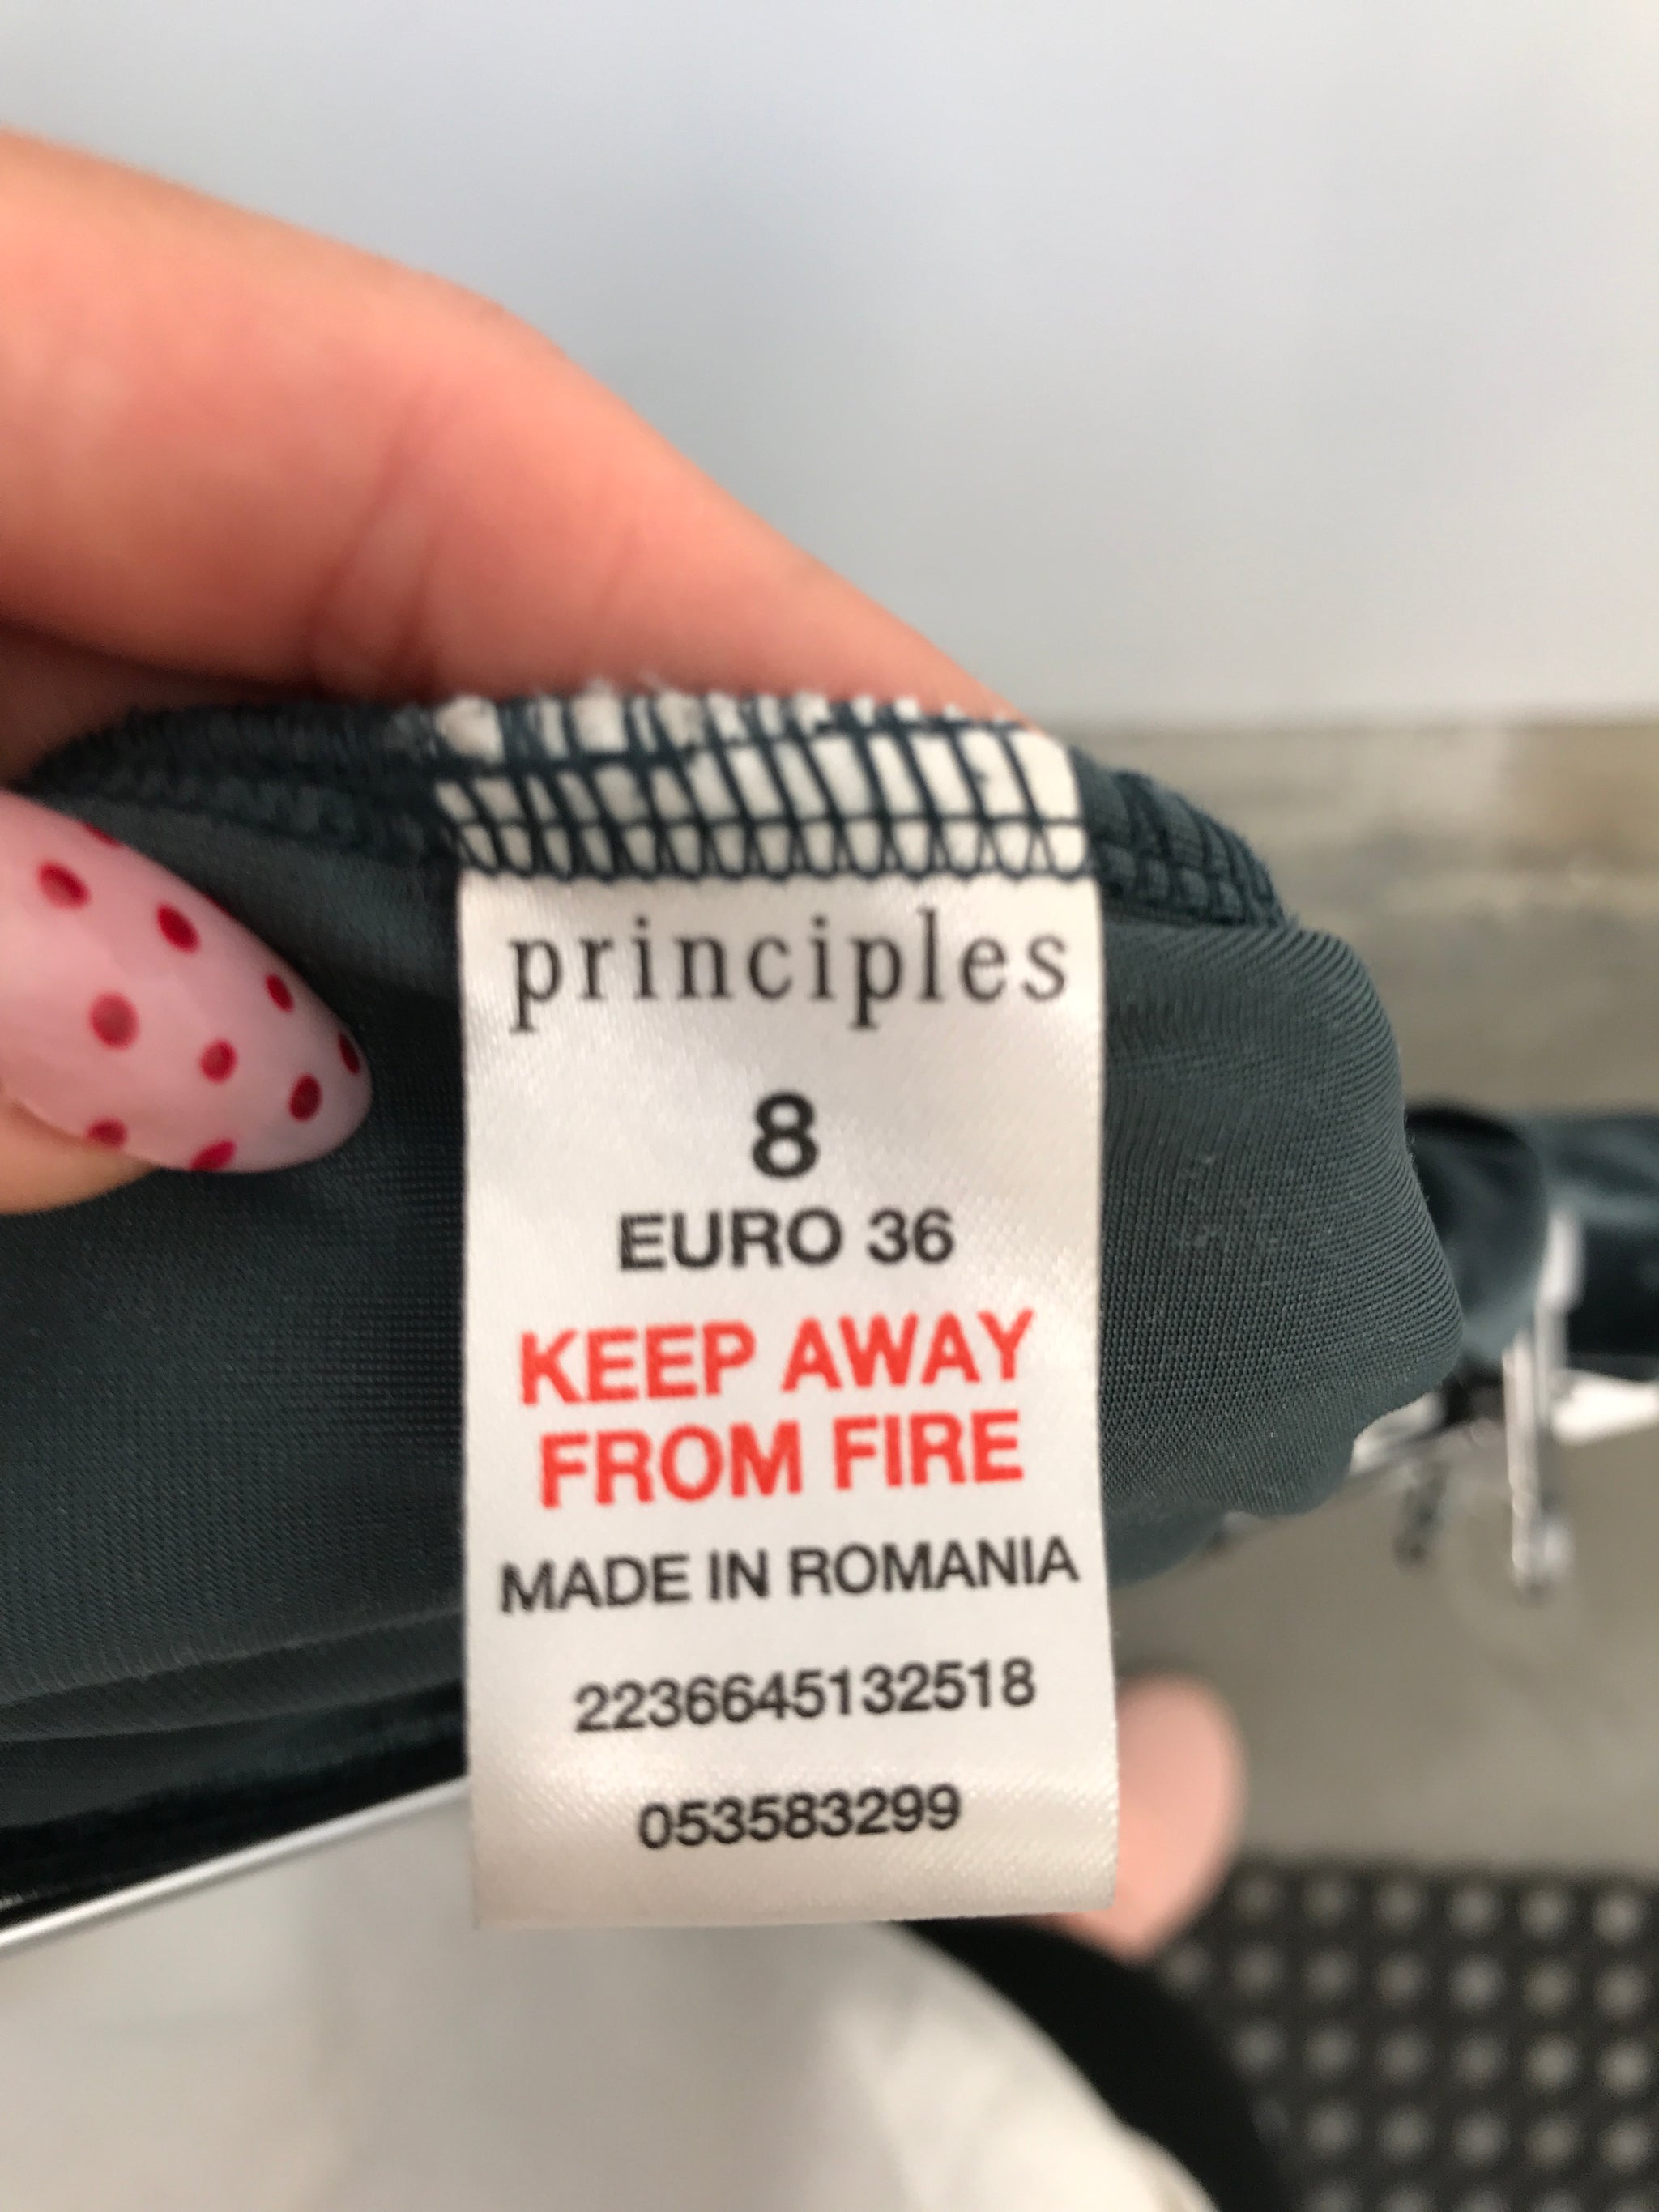 principles
8
EURO 36
KEEP AWAY
FROM FIRE
MADE IN ROMANIA
2236645132518
053583299